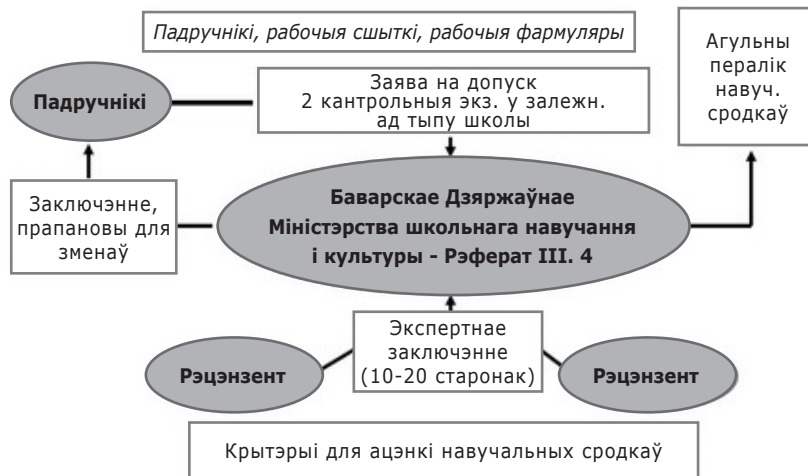 Падручнікі, рабочыя сшыткі, рабочыя фармуляры
Агульны
пералік
навуч.
сродкаў
Падручнікі
Заява на допуск
2 кантрольныя экз. у залежн.
ад тыпу школы
Заключэнне,
прапановы для
зменаў
Баварскае Дзяржаўнае
Міністэрства школьнага навучання
і культуры - Рэферат III. 4
Экспертнае
заключэнне
(10-20 старонак)
Рэцэнзент
Рэцэнзент
Крытэрыі для ацэнкі навучальных сродкаў